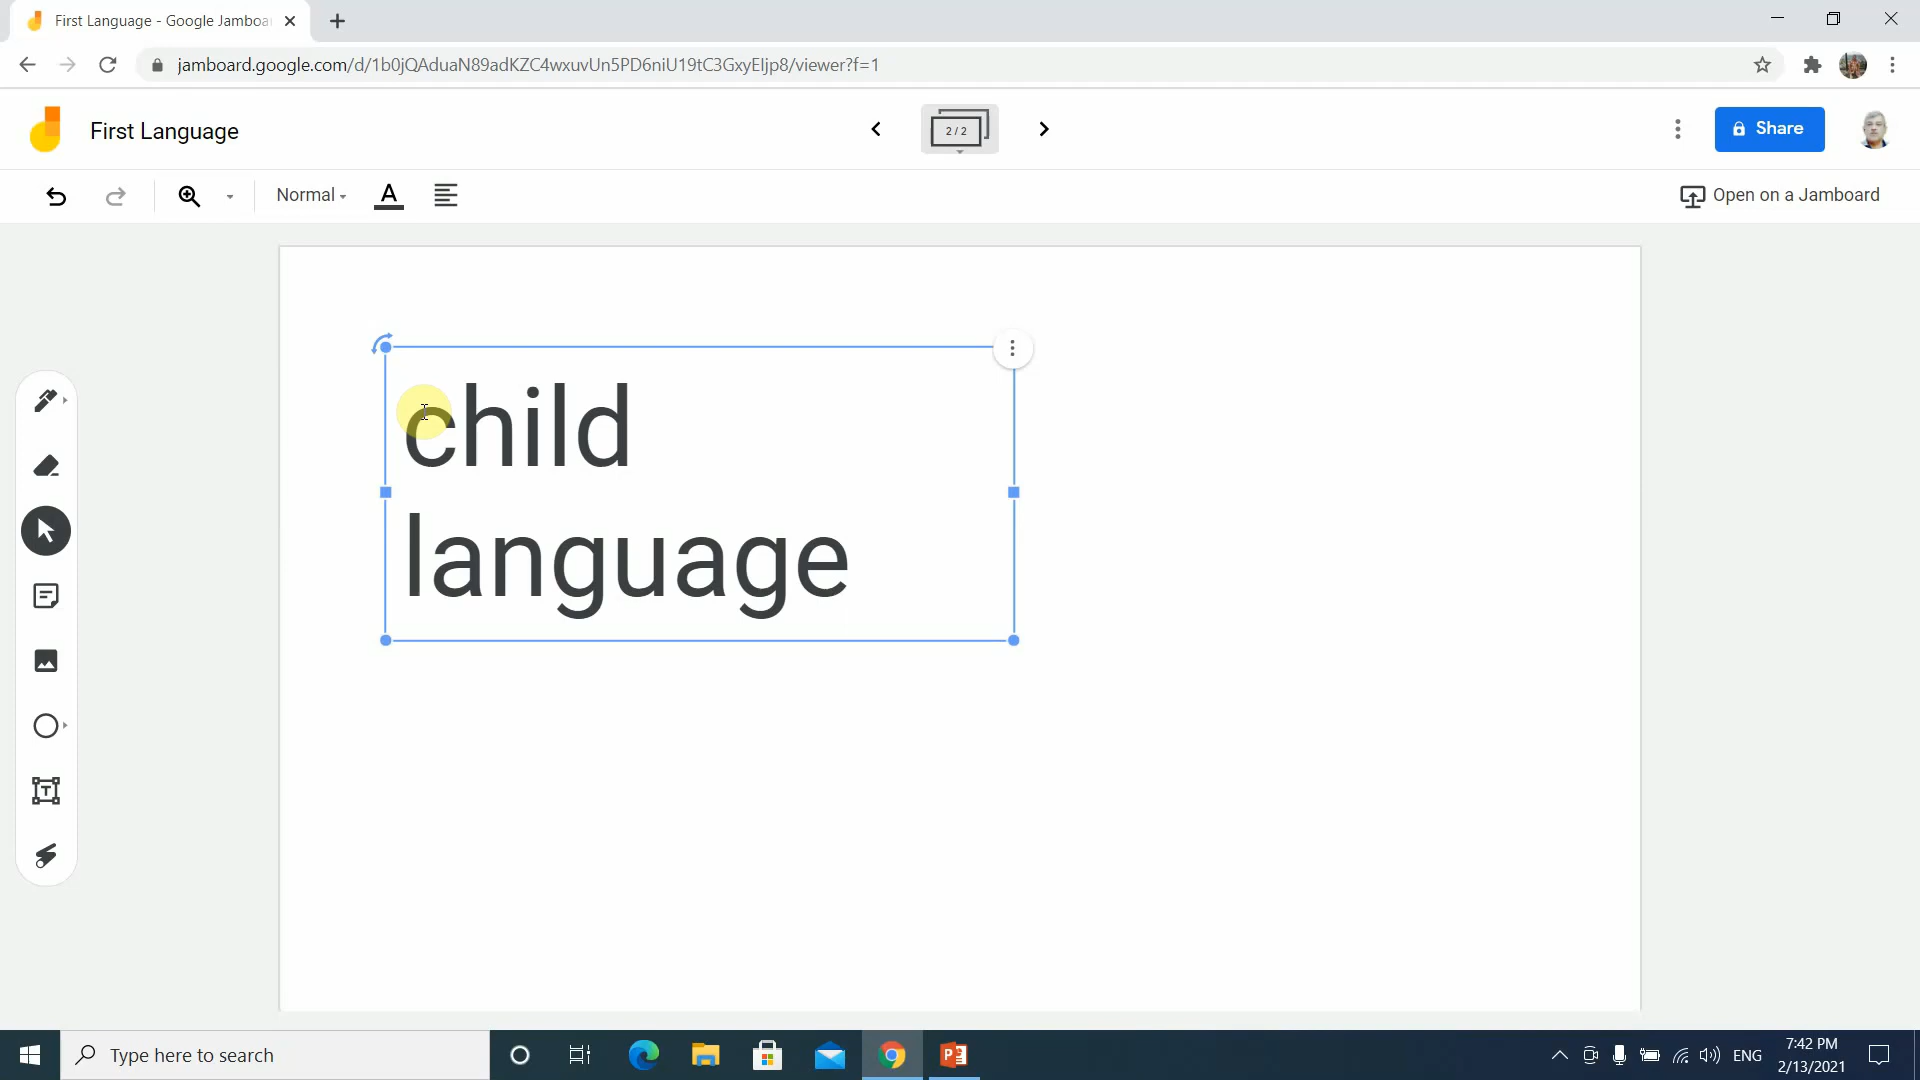 First Language - Google Jamboa
jamboard.google.com/d/1b0jQAduaN89adKZC4wxuvUn5PD6niU19tC3GxyEljp8/viewer?f=1
First Language
2 / 2
Share
Normal
A
Open on a Jamboard
child
language
Type here to search
ENG
7:42 PM
2/13/2021